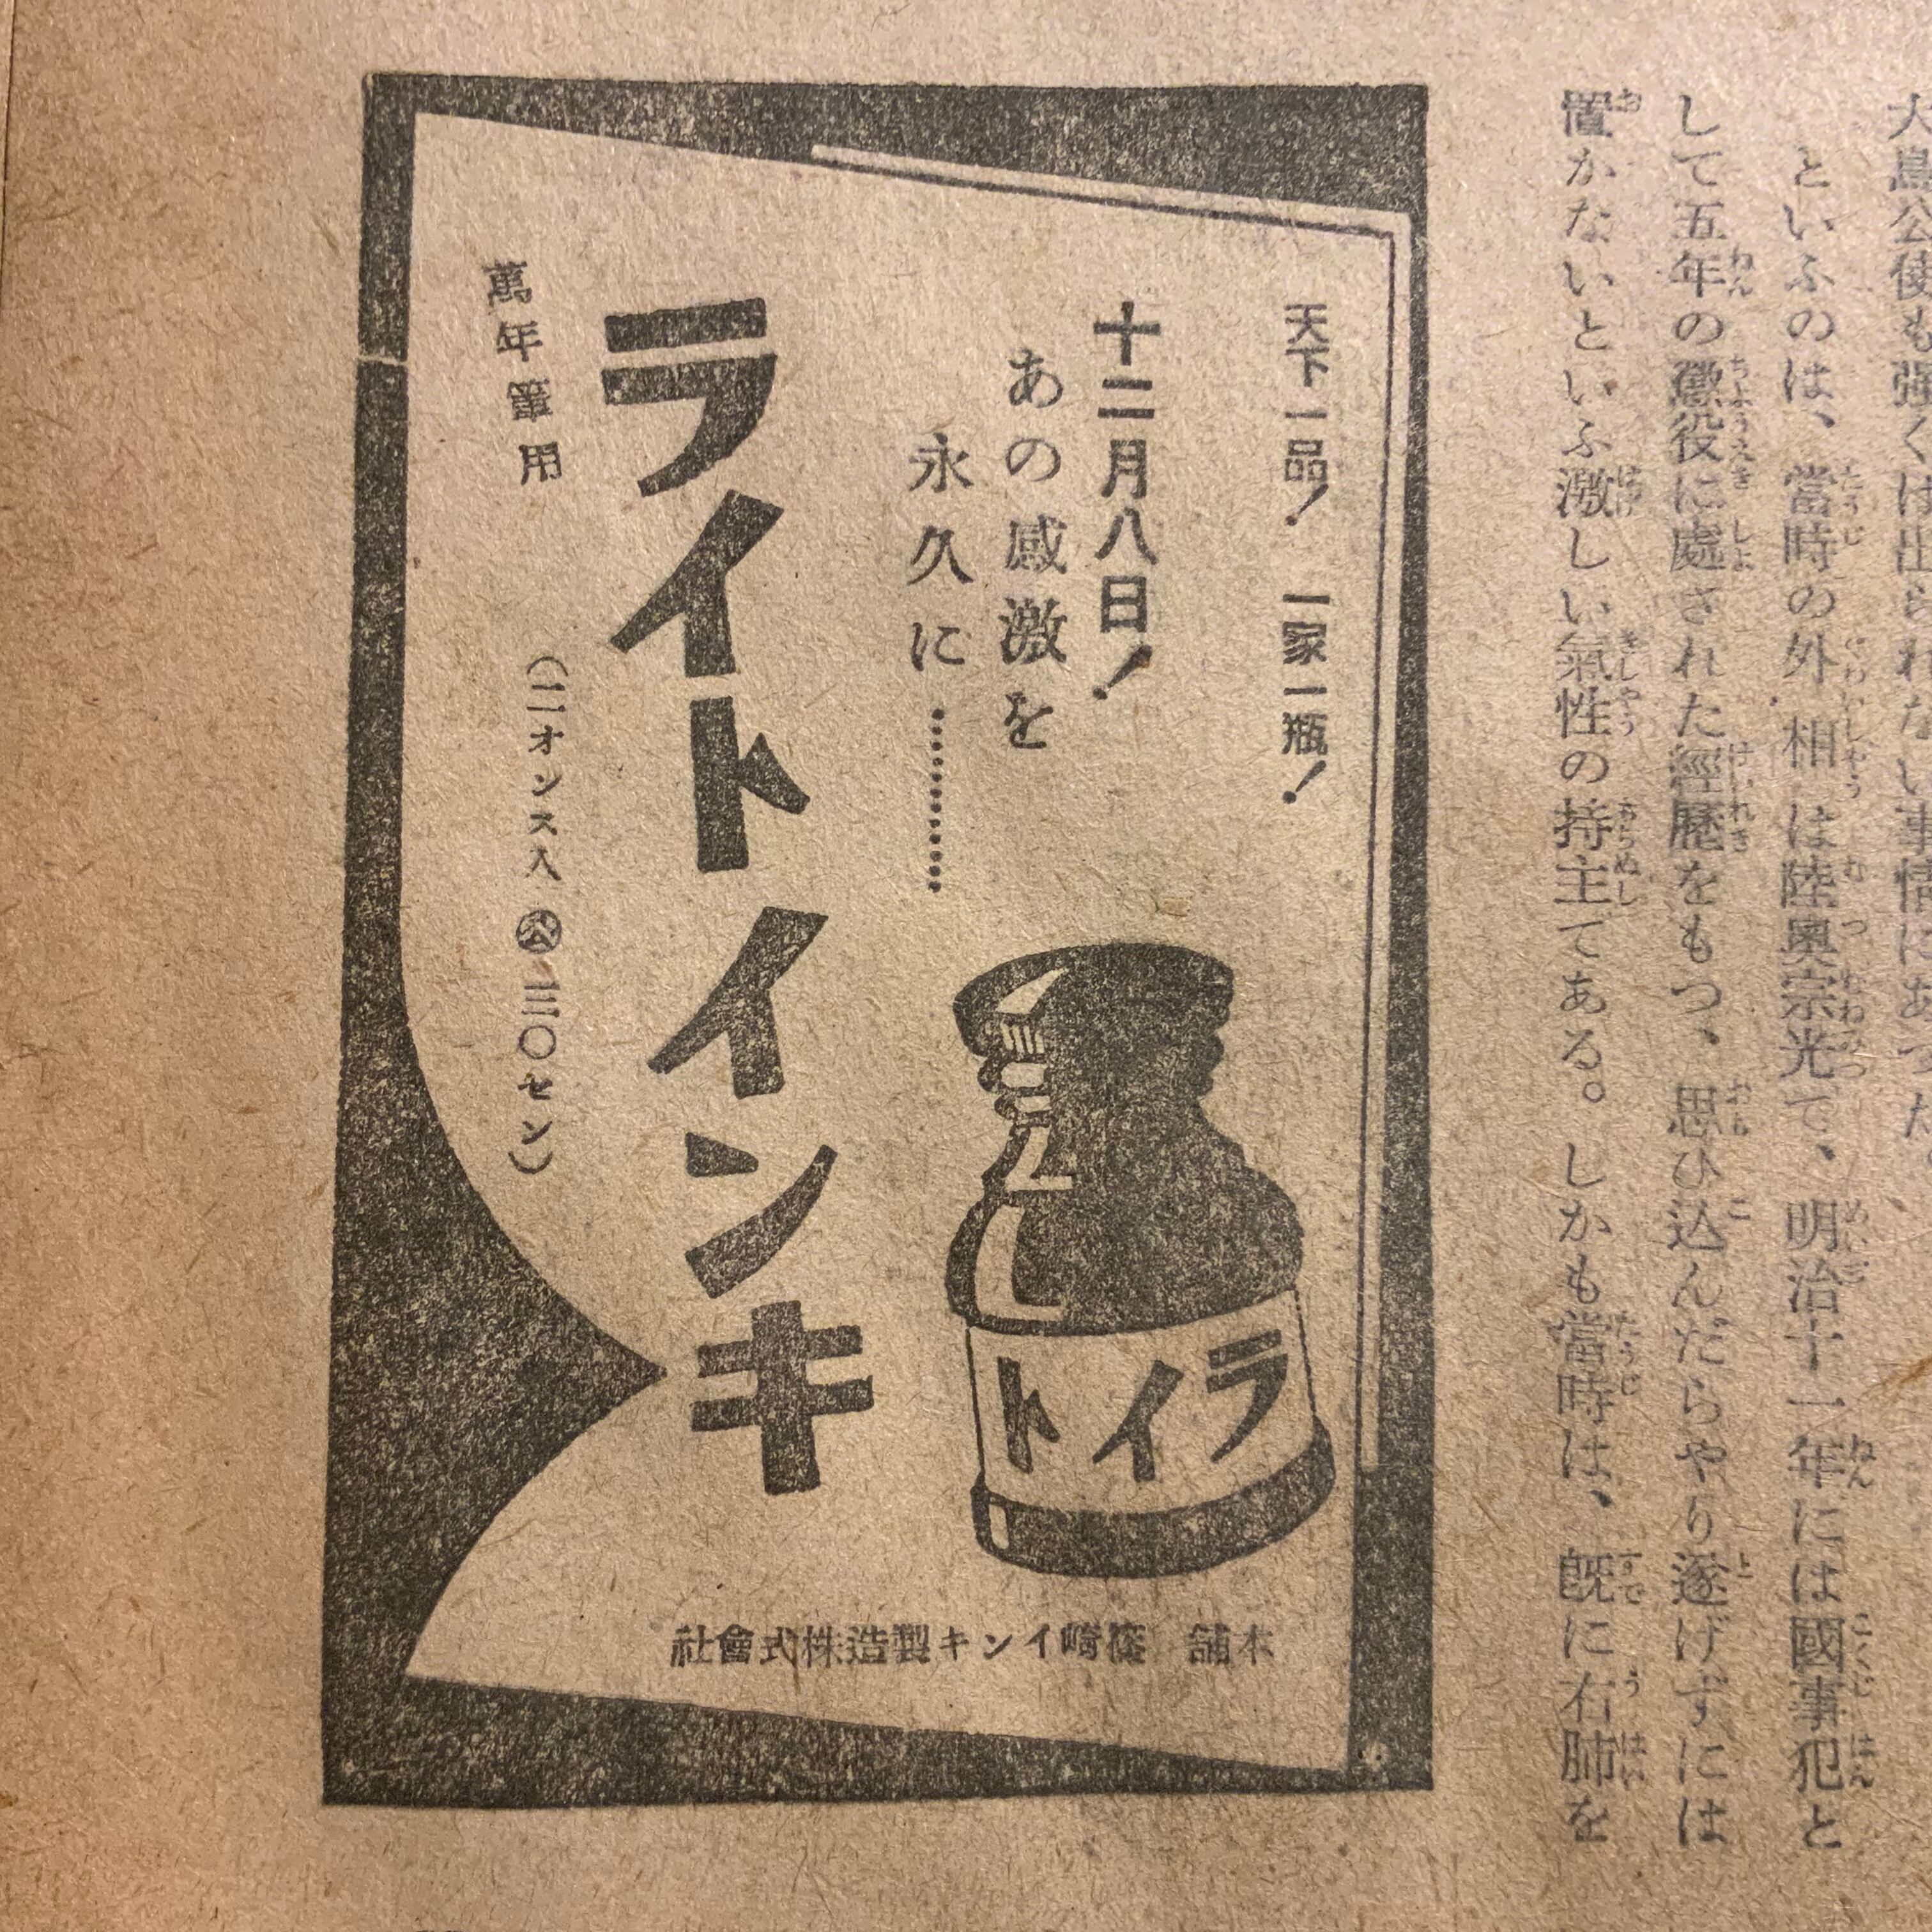 といふのは、當時の外相は陸奥宗光で、明治十一年には國事犯と
して五年の懲役に處された經歷をもつ、思ひ込んだらやり遂げずには
置かないといふ激しい氣性の持主である。しかも當時は、既に右肺を
天下一品！一家一瓶！
十二月八日！
あの感激を
永久に………
ライトインキ
萬年筆用
（二オンス入 公 三〇セン）
ライト
本舗 篠崎インキ製造株式會社